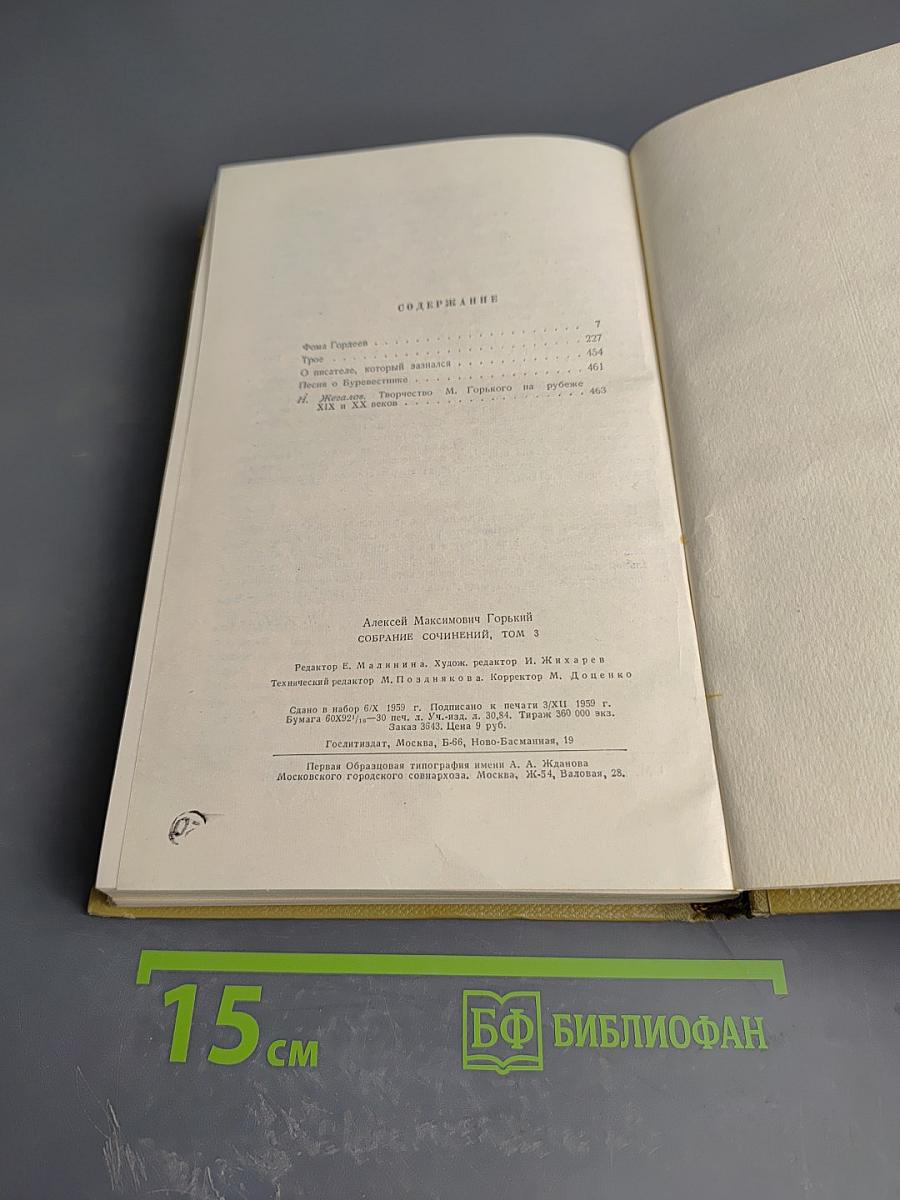 СОДЕРЖАНИЕ
Фома Гордеев . . . . . . . . . . . . . . . . . 7
Трое . . . . . . . . . . . . . . . . . . . . 227
О писателе, который зазнался . . . . . . . . . 454
Песня о Буревестнике . . . . . . . . . . . . . 461
Н. Жегалов. Творчество М. Горького на рубеже
XIX и XX веков . . . . . . . . . . . . . . . 463
Алексей Максимович Горький
СОБРАНИЕ СОЧИНЕНИЙ, ТОМ 3
Редактор Е. Малинина. Худож. редактор И. Жихарев
Технический редактор М. Позднякова. Корректор М. Доценко
Сдано в набор 6/X 1959 г. Подписано к печати 3/XII 1959 г.
Бумага 60X92¹/₁₆—30 печ. л. Уч.-изд. л. 30,84. Тираж 360 000 экз.
Заказ 3643. Цена 9 руб.
Гослитиздат, Москва, Б-66, Ново-Басманная, 19
Первая Образцовая типография имени А. А. Жданова
Московского городского совнархоза. Москва, Ж-54, Валовая, 28.
15 см
БФ БИБЛИОФАН